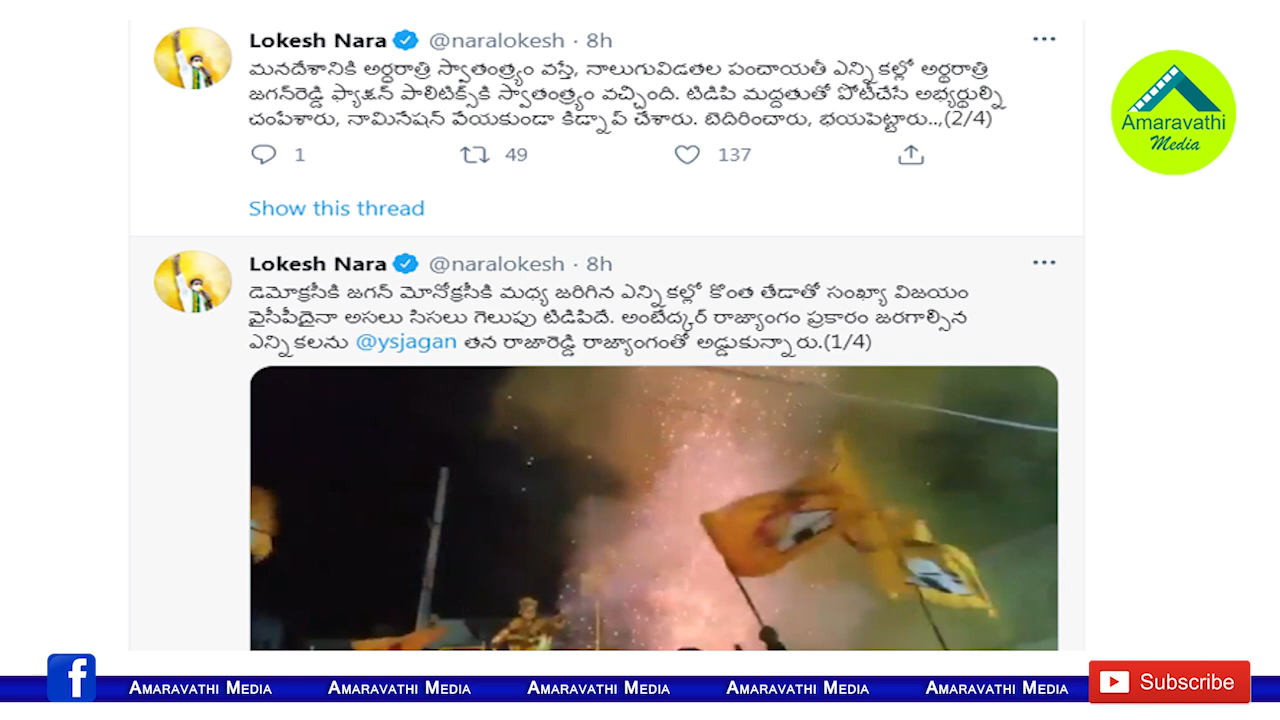 Lokesh Nara @naralokesh · 8h
మనదేశానికి అర్ధరాత్రి స్వాతంత్ర్యం వస్తే, నాలుగువిడతల పంచాయతీ ఎన్నికల్లో అర్థరాత్రి
జగన్‌రెడ్డి ఫ్యాక్షన్ పాలిటిక్స్‌కి స్వాతంత్ర్యం వచ్చింది. టిడిపి మద్దతుతో పోటీచేసే అభ్యర్థుల్ని
చంపేశారు, నామినేషన్ వేయకుండా కిడ్నాప్ చేశారు. బెదిరించారు, భయపెట్టారు..,(2/4)
1 49 137
Show this thread
Lokesh Nara @naralokesh · 8h
డెమోక్రసీకి జగన్ మోనోక్రసీకి మధ్య జరిగిన ఎన్నికల్లో కొంత తేడాతో సంఖ్యా విజయం
వైసీపీదైనా అసలు సిసలు గెలుపు టిడిపిదే. అంబేద్కర్ రాజ్యాంగం ప్రకారం జరగాల్సిన
ఎన్నికలను @ysjagan తన రాజారెడ్డి రాజ్యాంగంతో అడ్డుకున్నారు.(1/4)
Amaravathi
Media
f Amaravathi Media Amaravathi Media Amaravathi Media Amaravathi Media Amaravathi Media Subscribe